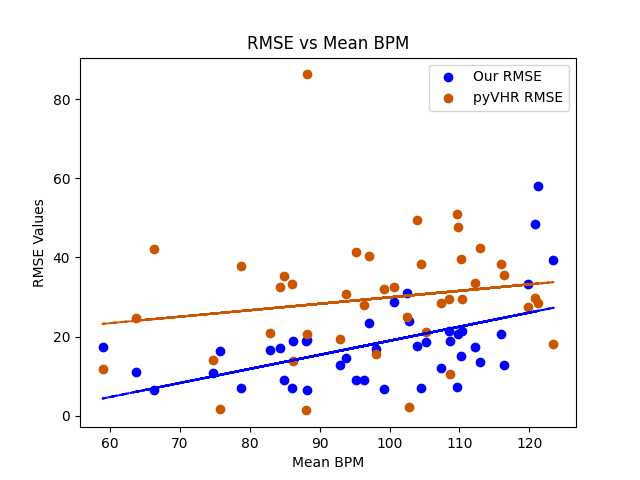 RMSE vs Mean BPM
Our RMSE
pyVHR RMSE
80
60
40
20
0
RMSE Values
60 70 80 90 100 110 120
Mean BPM